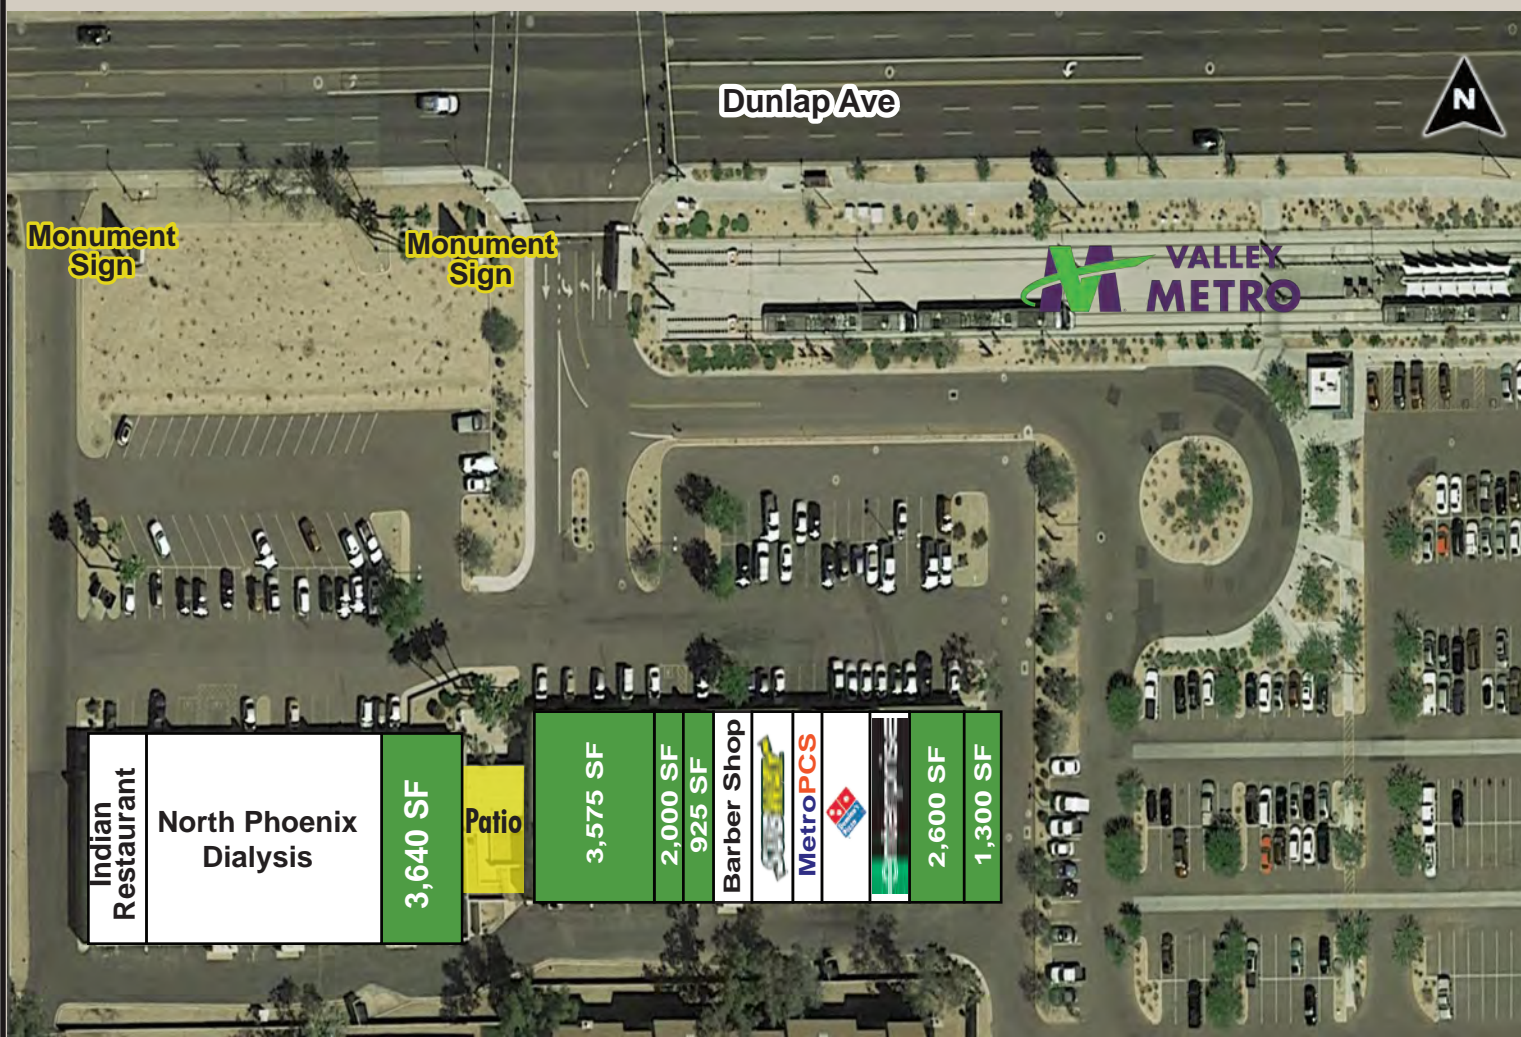 Dunlap Ave
N
Monument
Sign
Monument
Sign
VALLEY
METRO
Indian
Restaurant
North Phoenix
Dialysis
3,640 SF
Patio
3,575 SF
2,000 SF
925 SF
Barber Shop
MetroPCS
2,600 SF
1,300 SF